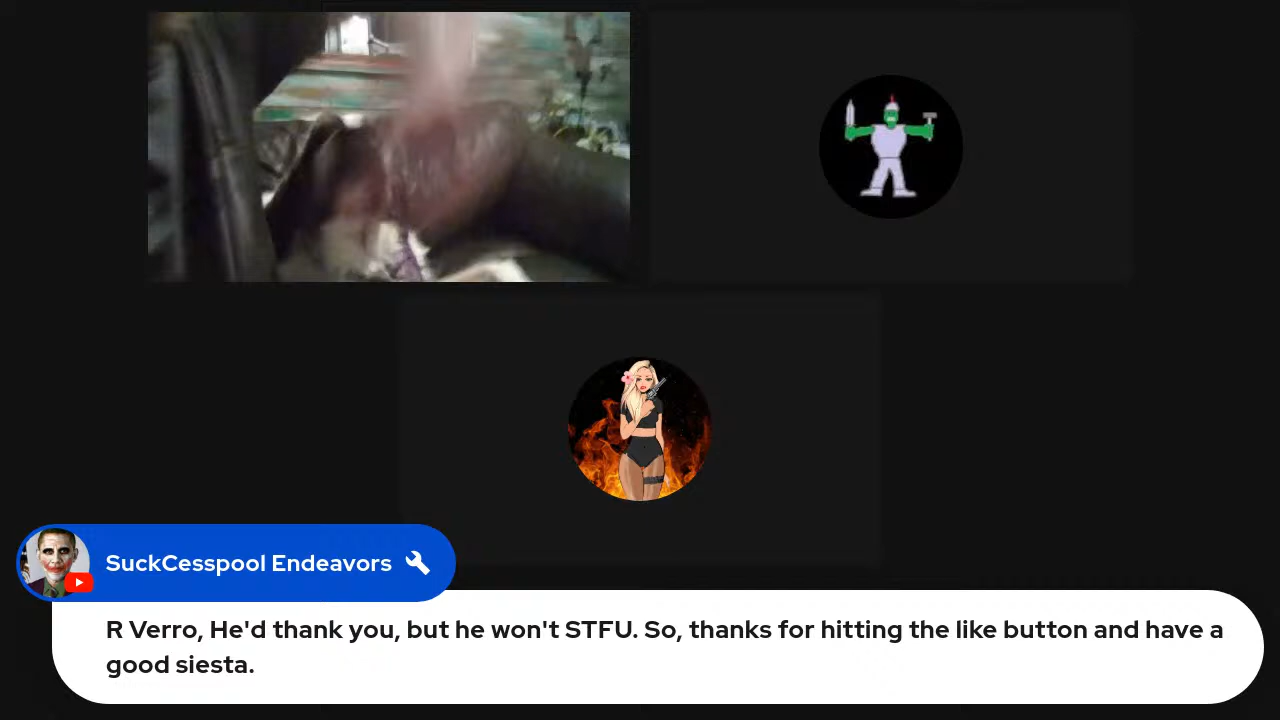 SuckCesspool Endeavors
R Verro, He'd thank you, but he won't STFU. So, thanks for hitting the like button and have a
good siesta.